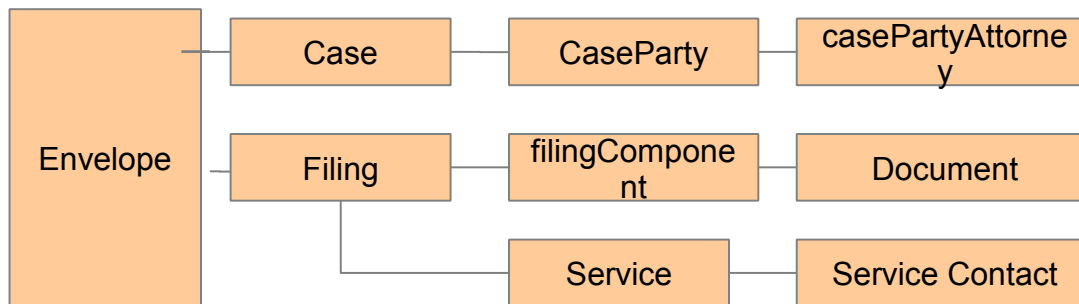 Case
CaseParty
casePartyAttorne
y
Envelope
Filing
filingCompone
nt
Document
Service
Service Contact